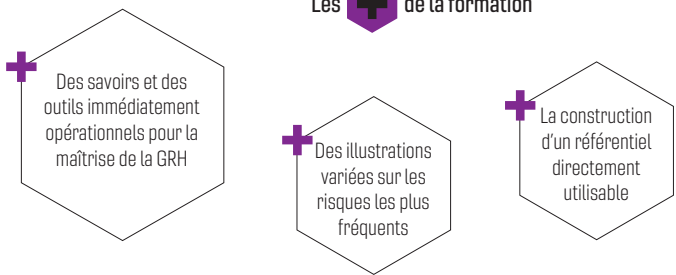 Les + de la formation
Des savoirs et des
outils immédiatement
opérationnels pour la
maîtrise de la GRH
Des illustrations
variées sur les
risques les plus
fréquents
La construction
d'un référentiel
directement
utilisable